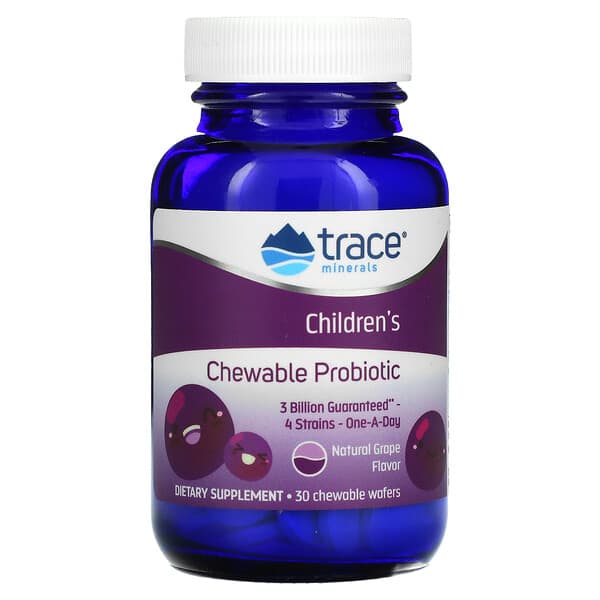 trace®
minerals
Children's
Chewable Probiotic
3 Billion Guaranteed** -
4 Strains - One-A-Day
Natural Grape
Flavor
DIETARY SUPPLEMENT • 30 chewable wafers